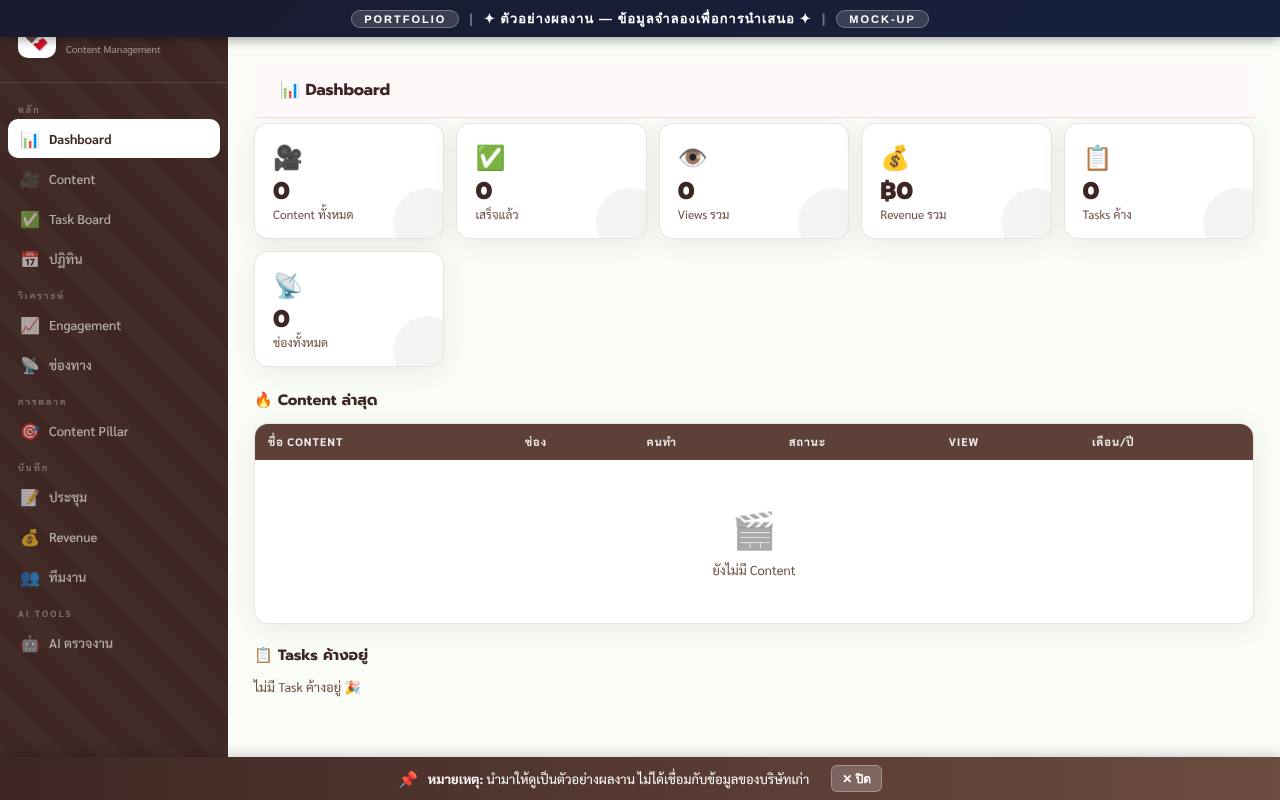 PORTFOLIO | ✦ ตัวอย่างผลงาน — ข้อมูลจำลองเพื่อการนำเสนอ ✦ | MOCK-UP
Content Management
หลัก
Dashboard
Content
Task Board
ปฏิทิน
วิเคราะห์
Engagement
ช่องทาง
การตลาด
Content Pillar
บันทึก
ประชุม
Revenue
ทีมงาน
AI TOOLS
AI ตรวจงาน
Dashboard
0
Content ทั้งหมด
0
เสร็จแล้ว
0
Views รวม
฿0
Revenue รวม
0
Tasks ค้าง
0
ช่องทั้งหมด
Content ล่าสุด
ชื่อ CONTENT ช่อง คนทำ สถานะ VIEW เดือน/ปี
ยังไม่มี Content
Tasks ค้างอยู่
ไม่มี Task ค้างอยู่ 🎉
หมายเหตุ: นำมาให้ดูเป็นตัวอย่างผลงาน ไม่ได้เชื่อมกับข้อมูลของบริษัทเก่า ✕ ปิด